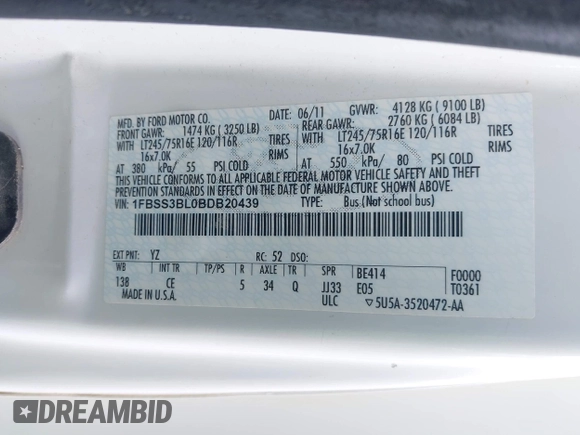 MFD. BY FORD MOTOR CO. 06/11 GVWR: 4128 KG ( 9100 LB)
FRONT GAWR: 1474 KG ( 3250 LB) REAR GAWR: 2760 KG ( 6084 LB)
WITH LT245/75R16E 120/116R TIRES WITH LT245/75R16E 120/116R TIRES
16x7.0K RIMS 16x7.0K RIMS
AT 380 kPa/ 55 PSI COLD AT 550 kPa/ 80 PSI COLD
THIS VEHICLE CONFORMS TO ALL APPLICABLE FEDERAL MOTOR VEHICLE
SAFETY STANDARDS IN EFFECT ON THE DATE OF MANUFACTURE SHOWN ABOVE.
VIN: 1FBSS3BL0BDB20439 TYPE: Bus (Not school bus)
EXT PNT: YZ RC: 52 DSO:
WB INT TR TP/PS R AXLE TR SPR BE414 F0000
138 CE 5 34 Q JJ33 E05 T0361
MADE IN U.S.A. ULC 5U5A-3520472-AA
DREAMBID